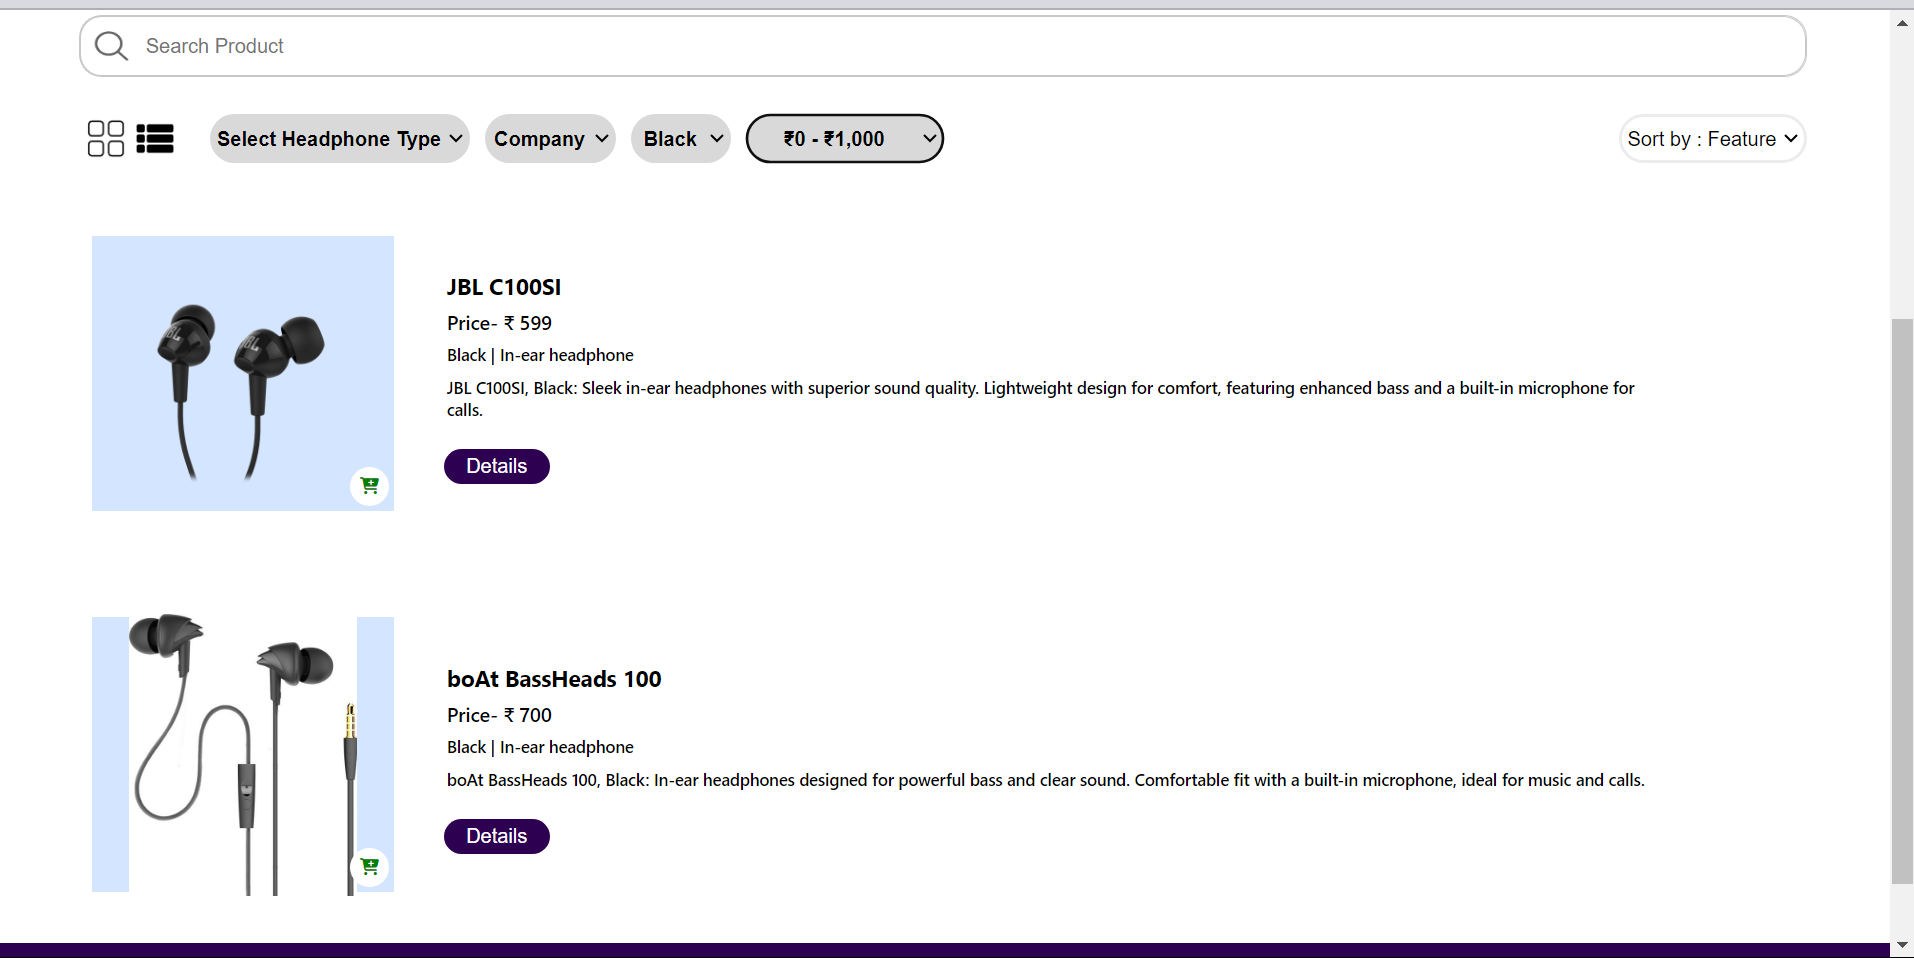 Search Product
Select Headphone Type
Company
Black
₹0 - ₹1,000
Sort by : Feature
JBL
JBL
JBL C100SI
Price- ₹ 599
Black | In-ear headphone
JBL C100SI, Black: Sleek in-ear headphones with superior sound quality. Lightweight design for comfort, featuring enhanced bass and a built-in microphone for
calls.
Details
boAt BassHeads 100
Price- ₹ 700
Black | In-ear headphone
boAt BassHeads 100, Black: In-ear headphones designed for powerful bass and clear sound. Comfortable fit with a built-in microphone, ideal for music and calls.
Details